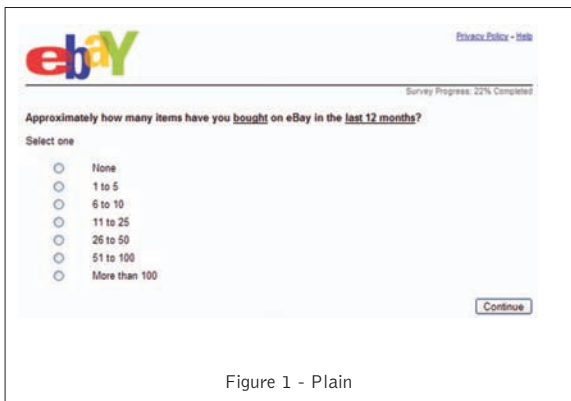 Privacy Policy - Help
ebaY
Survey Progress: 22% Completed
Approximately how many items have you bought on eBay in the last 12 months?
Select one
None
1 to 5
6 to 10
11 to 25
26 to 50
51 to 100
More than 100
Continue
Figure 1 - Plain